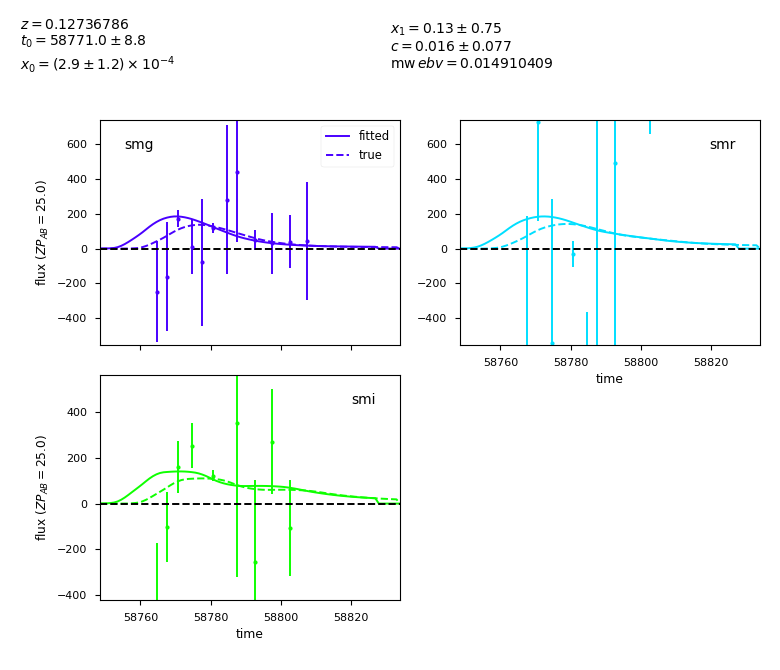 z = 0.12736786
t₀ = 58771.0 ± 8.8
x₀ = (2.9 ± 1.2) × 10⁻⁴
x₁ = 0.13 ± 0.75
c = 0.016 ± 0.077
mw ebv = 0.014910409
smg
fitted
true
600
400
200
0
−200
−400
flux (ZP_AB = 25.0)
smr
600
400
200
0
−200
−400
58760 58780 58800 58820
time
smi
400
200
0
−200
−400
flux (ZP_AB = 25.0)
58760 58780 58800 58820
time